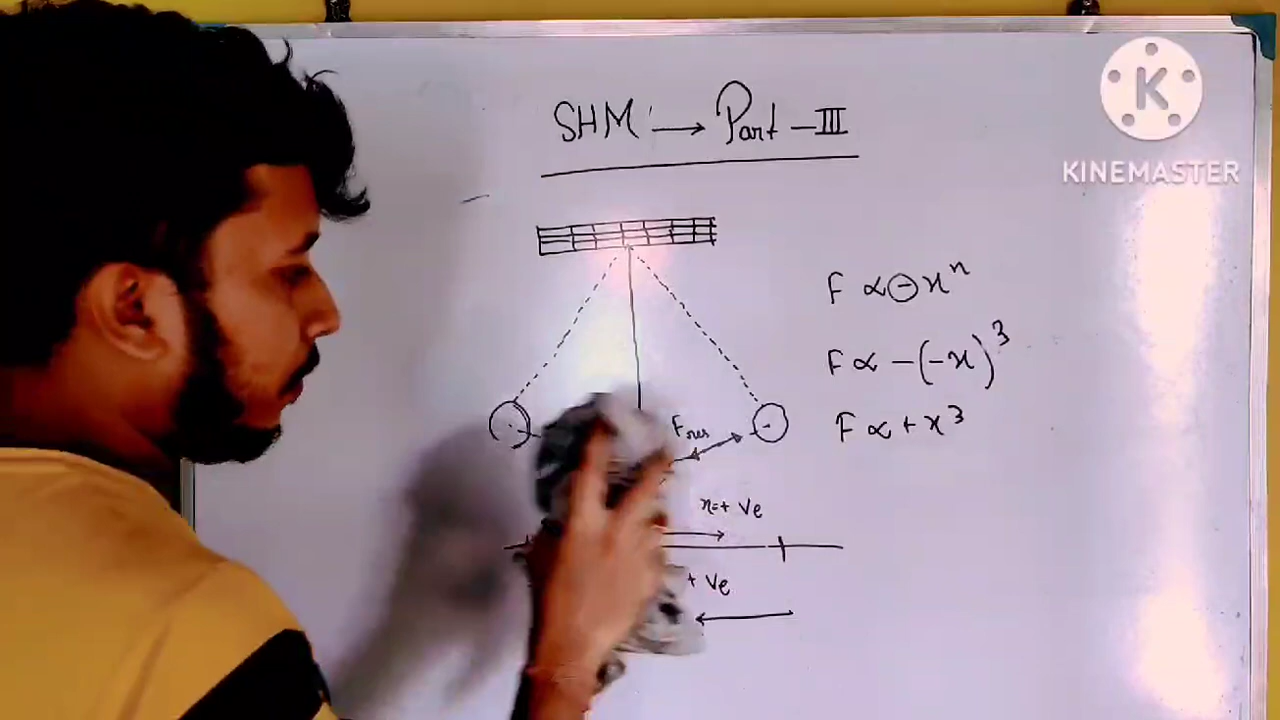 SHM → Part – III
F ∝ ⊖ x^n
F ∝ – (–x)^3
F ∝ + x^3
F_res
x=+ Ve
+ Ve
K
KINEMASTER